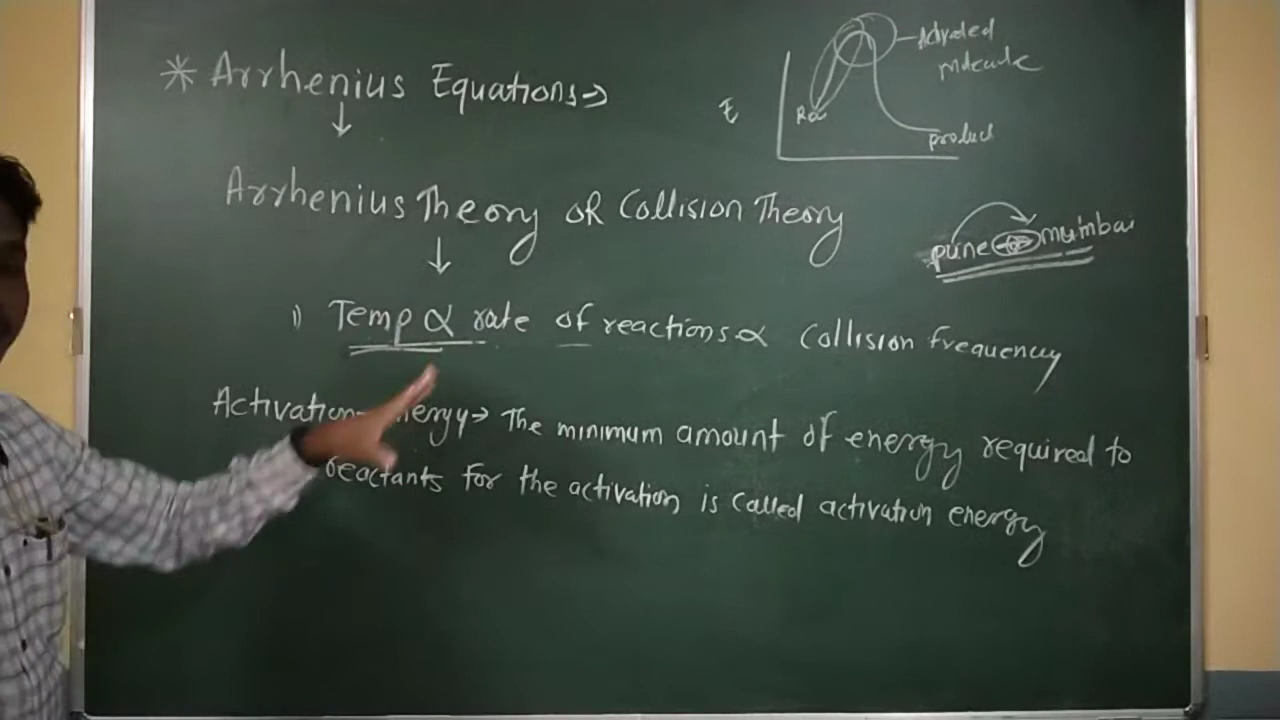 * Arrhenius Equations→
Activated
molecule
E
Rea
product
Arrhenius Theory OR Collision Theory
pune mumbai
1) Temp ∝ rate of reactions ∝ Collision frequency
Activation energy→ The minimum amount of energy required to
reactants for the activation is called activation energy